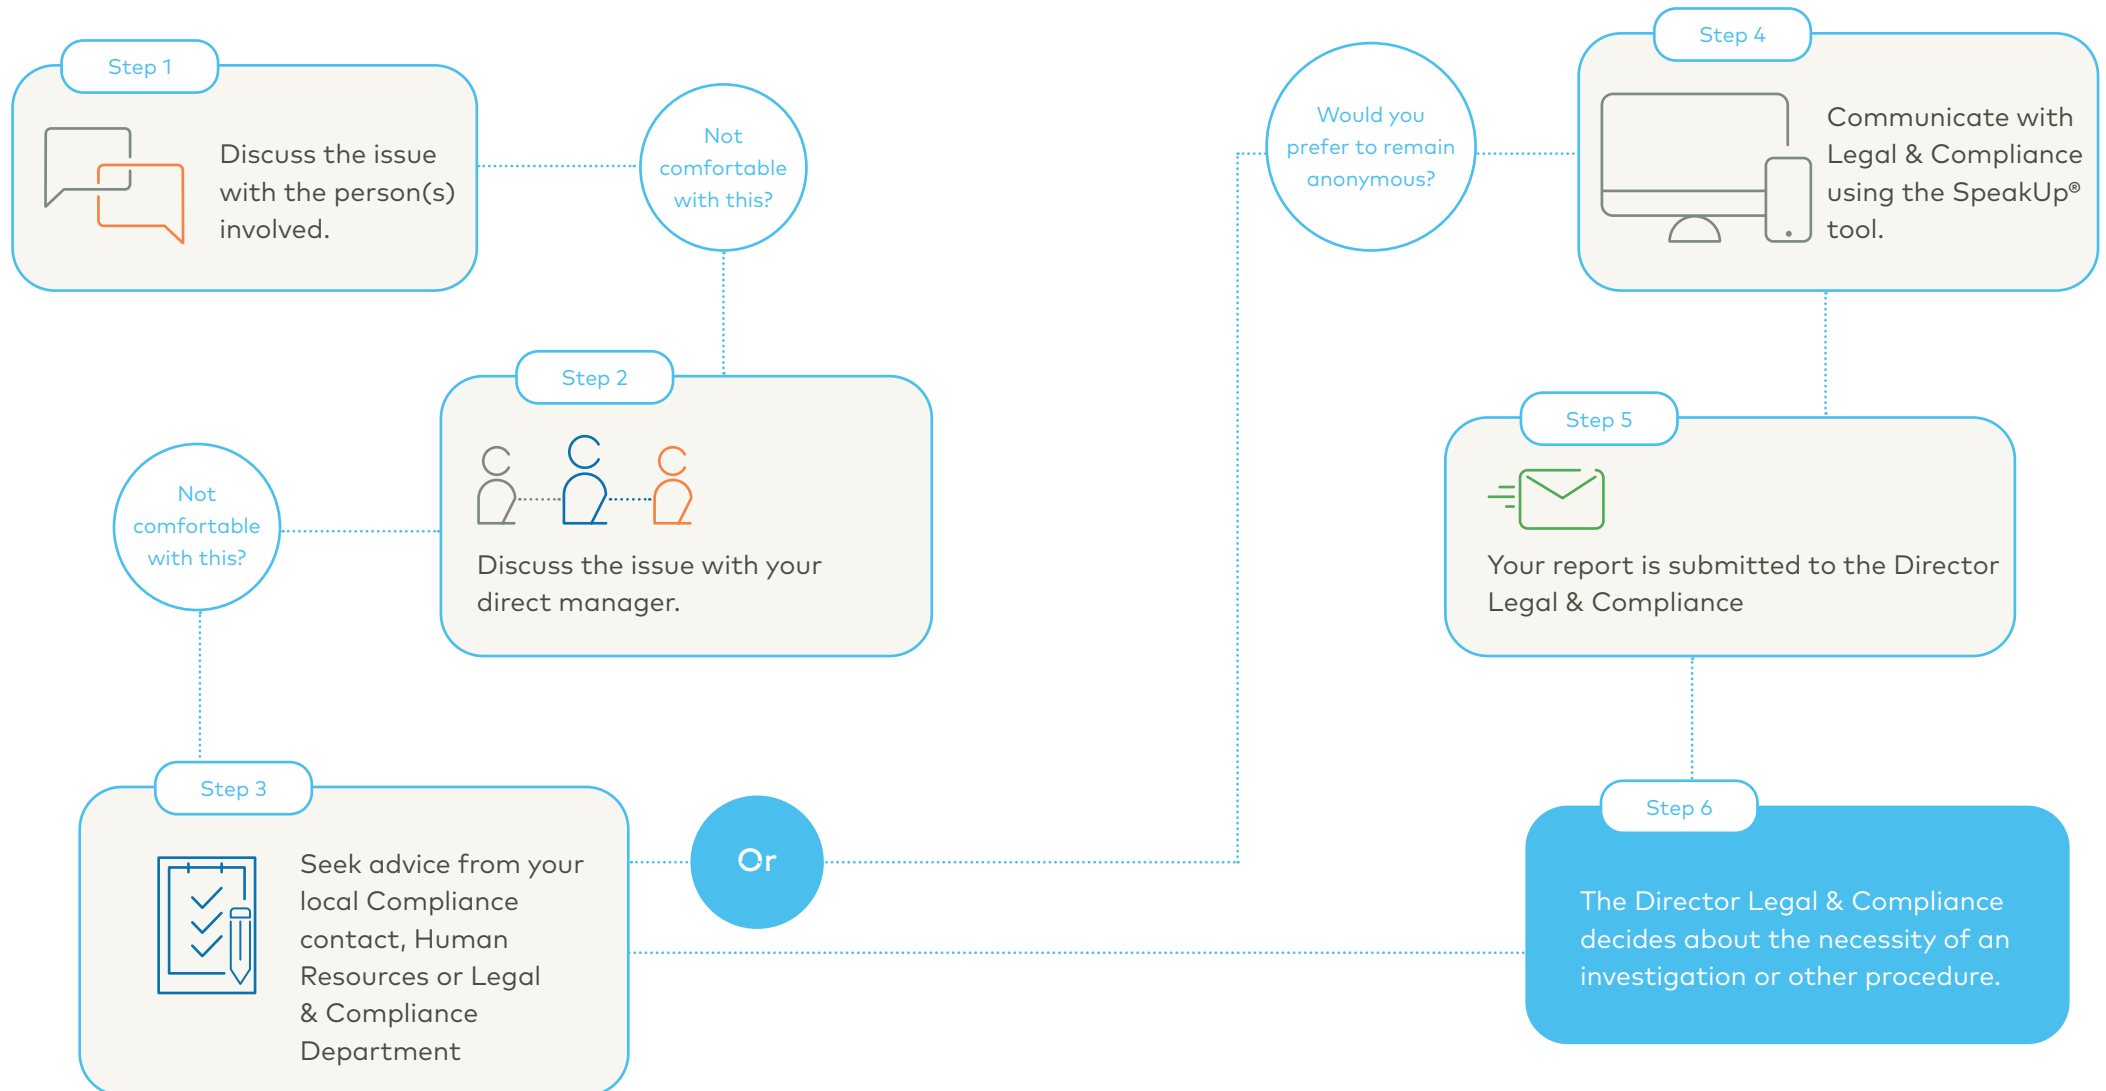 Step 1
Discuss the issue
with the person(s)
involved.
Not
comfortable
with this?
Step 2
Discuss the issue with your
direct manager.
Not
comfortable
with this?
Step 3
Seek advice from your
local Compliance
contact, Human
Resources or Legal
& Compliance
Department
Or
Would you
prefer to remain
anonymous?
Step 4
Communicate with
Legal & Compliance
using the SpeakUp®
tool.
Step 5
Your report is submitted to the Director
Legal & Compliance
Step 6
The Director Legal & Compliance
decides about the necessity of an
investigation or other procedure.